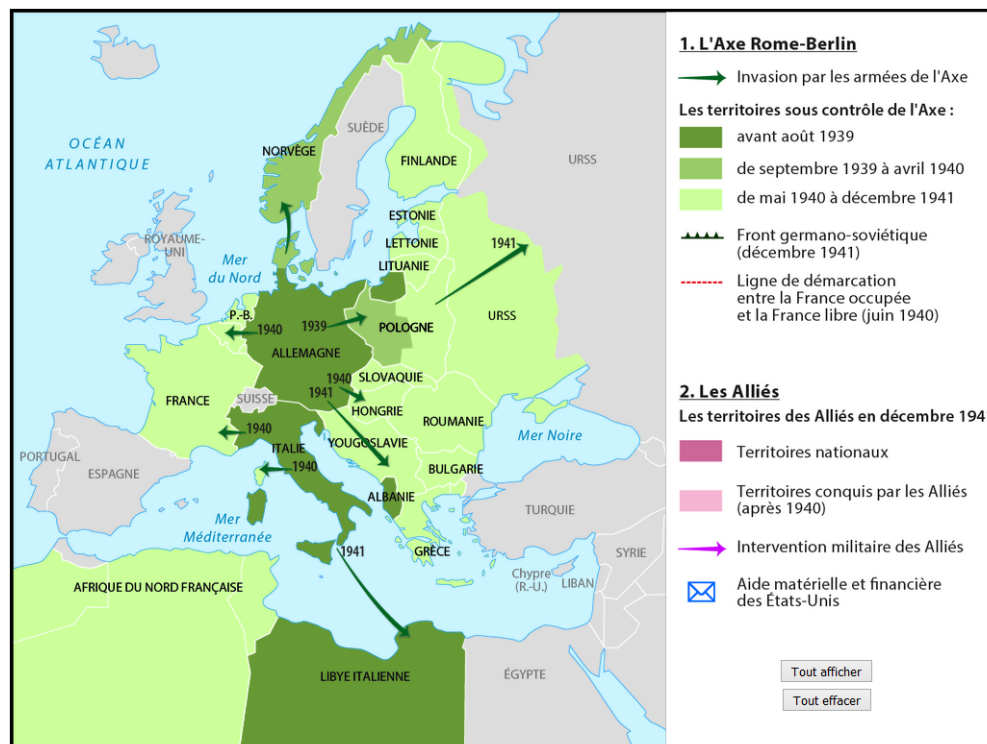 OCÉAN
ATLANTIQUE
NORVÈGE
SUÈDE
FINLANDE
URSS
ROYAUME-
UNI
Mer
du Nord
ESTONIE
LETTONIE
LITUANIE
1941
P.-B.
1940
1939
POLOGNE
URSS
ALLEMAGNE
1940
1941
SLOVAQUIE
FRANCE
SUISSE
HONGRIE
ROUMANIE
1940
ITALIE
YOUGOSLAVIE
Mer Noire
PORTUGAL
ESPAGNE
1940
BULGARIE
ALBANIE
Mer
Méditerranée
TURQUIE
1941
GRÈCE
SYRIE
Chypre
(R.-U.)
LIBAN
AFRIQUE DU NORD FRANÇAISE
LIBYE ITALIENNE
ÉGYPTE
1. L'Axe Rome-Berlin
Invasion par les armées de l'Axe
Les territoires sous contrôle de l'Axe :
avant août 1939
de septembre 1939 à avril 1940
de mai 1940 à décembre 1941
Front germano-soviétique
(décembre 1941)
Ligne de démarcation
entre la France occupée
et la France libre (juin 1940)
2. Les Alliés
Les territoires des Alliés en décembre 194
Territoires nationaux
Territoires conquis par les Alliés
(après 1940)
Intervention militaire des Alliés
Aide matérielle et financière
des États-Unis
Tout afficher
Tout effacer